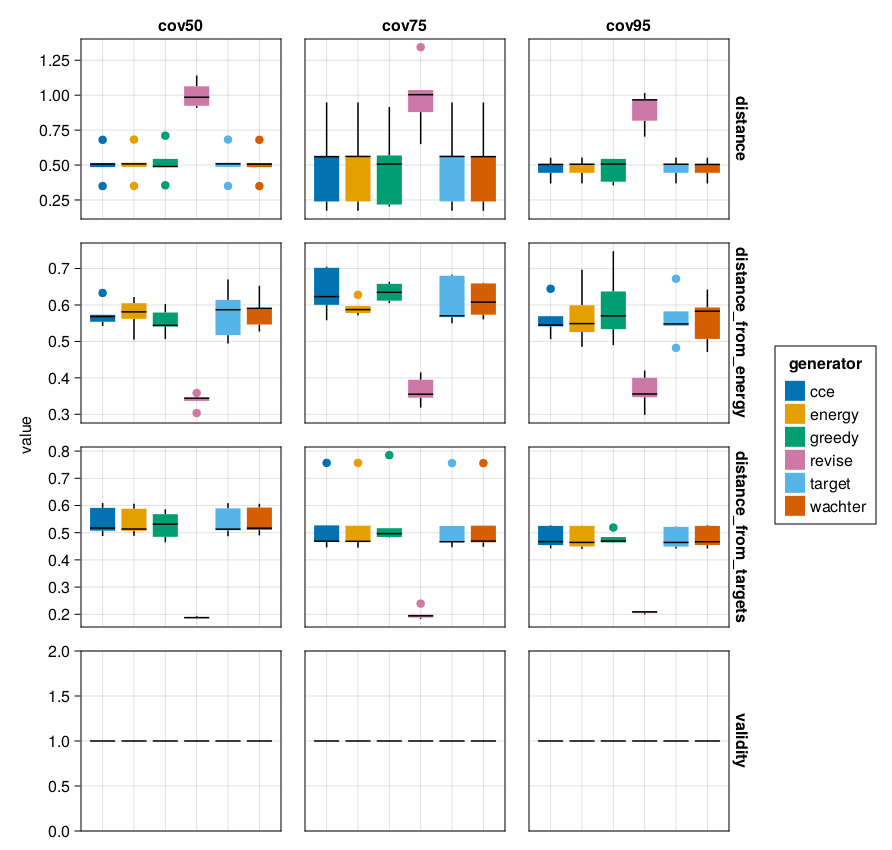 cov50 cov75 cov95
1.25
1.00
0.75
0.50
0.25
distance
0.7
0.6
0.5
0.4
0.3
distance_from_energy
value
0.8
0.7
0.6
0.5
0.4
0.3
0.2
distance_from_targets
2.0
1.5
1.0
0.5
0.0
validity
generator
cce
energy
greedy
revise
target
wachter